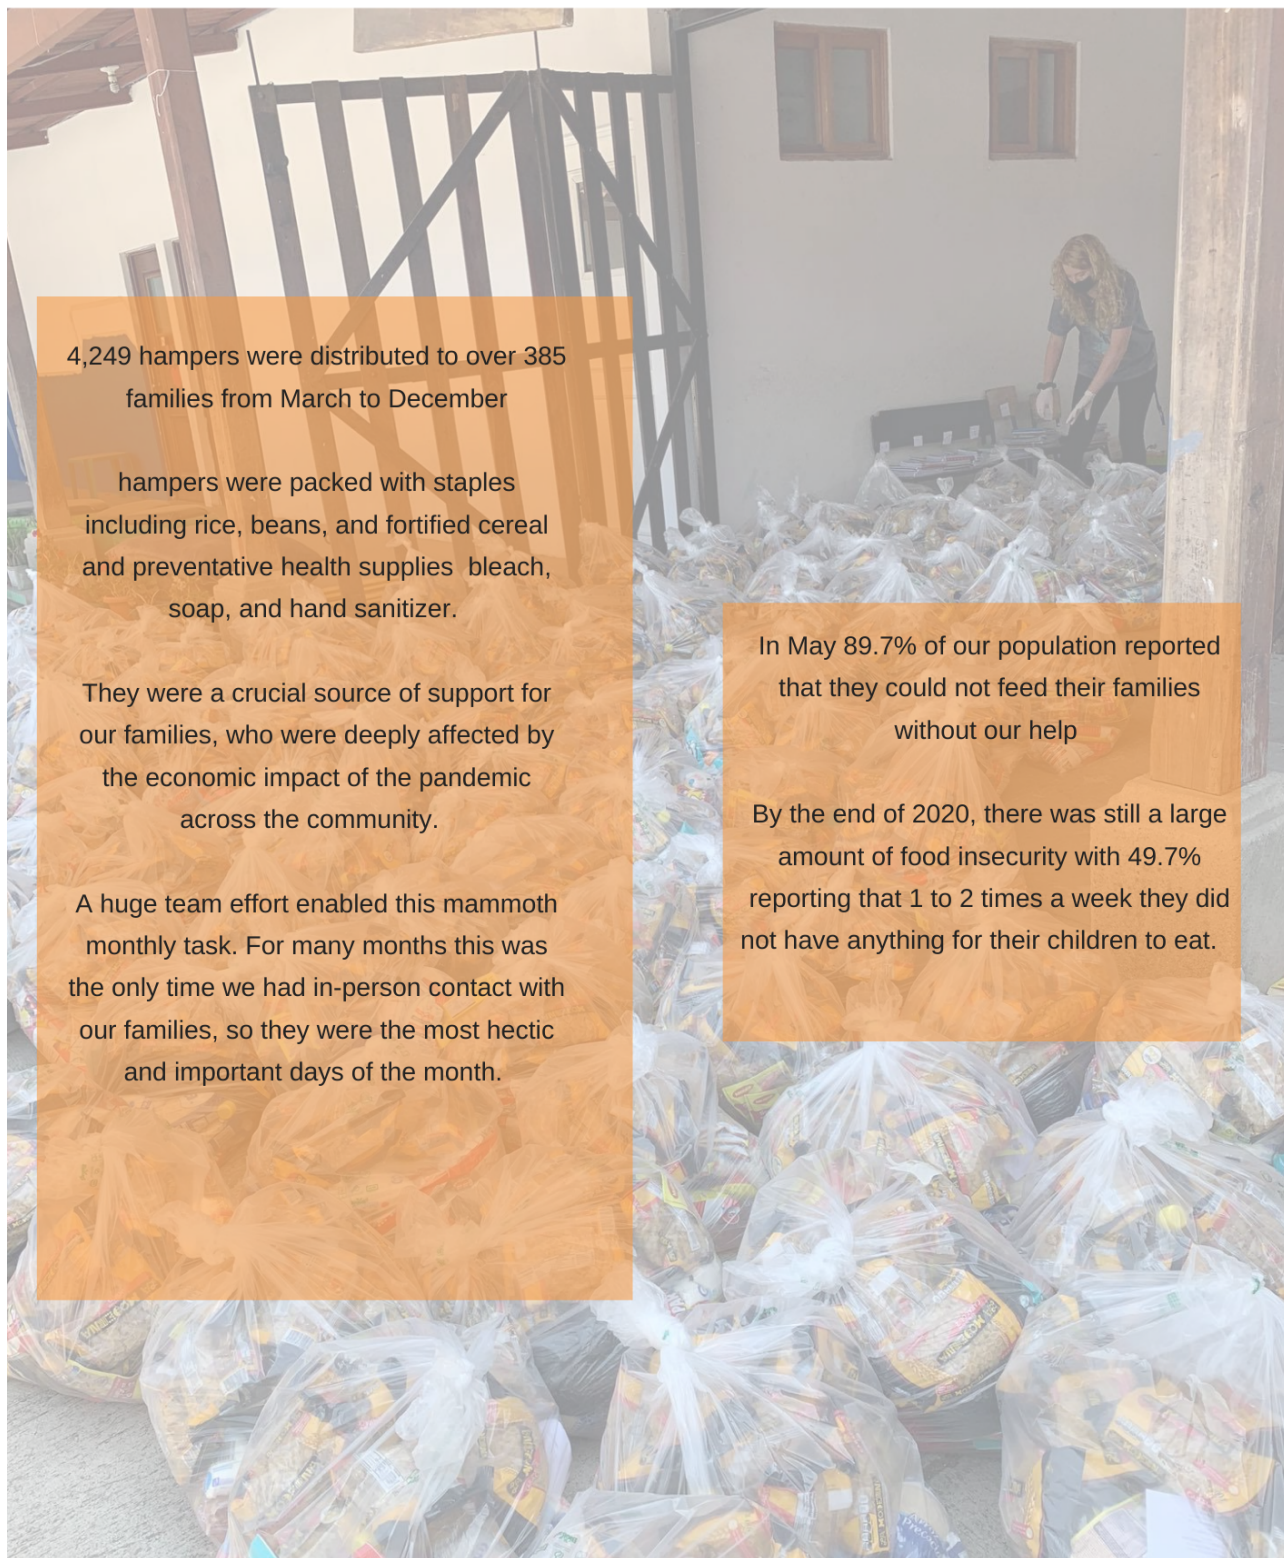 4,249 hampers were distributed to over 385
families from March to December
hampers were packed with staples
including rice, beans, and fortified cereal
and preventative health supplies  bleach,
soap, and hand sanitizer.
They were a crucial source of support for
our families, who were deeply affected by
the economic impact of the pandemic
across the community.
A huge team effort enabled this mammoth
monthly task. For many months this was
the only time we had in-person contact with
our families, so they were the most hectic
and important days of the month.
In May 89.7% of our population reported
that they could not feed their families
without our help
By the end of 2020, there was still a large
amount of food insecurity with 49.7%
reporting that 1 to 2 times a week they did
not have anything for their children to eat.